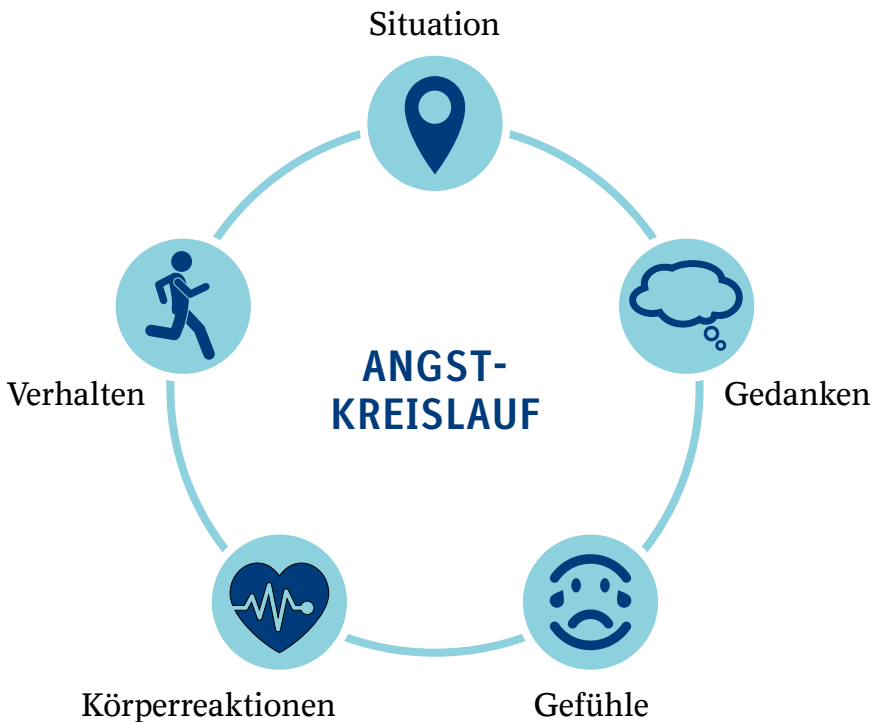 Situation
Gedanken
Gefühle
Körperreaktionen
Verhalten
ANGST-
KREISLAUF